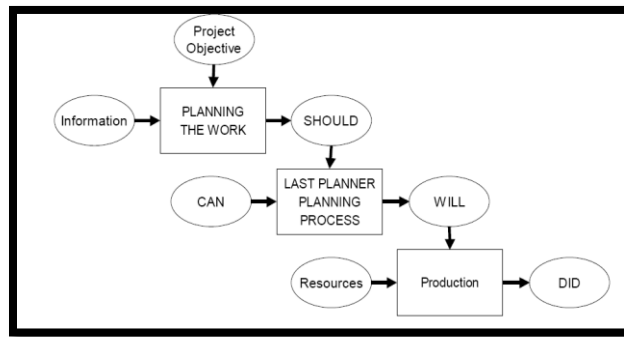 Project
Objective
Information
PLANNING
THE WORK
SHOULD
CAN
LAST PLANNER
PLANNING
PROCESS
WILL
Resources
Production
DID